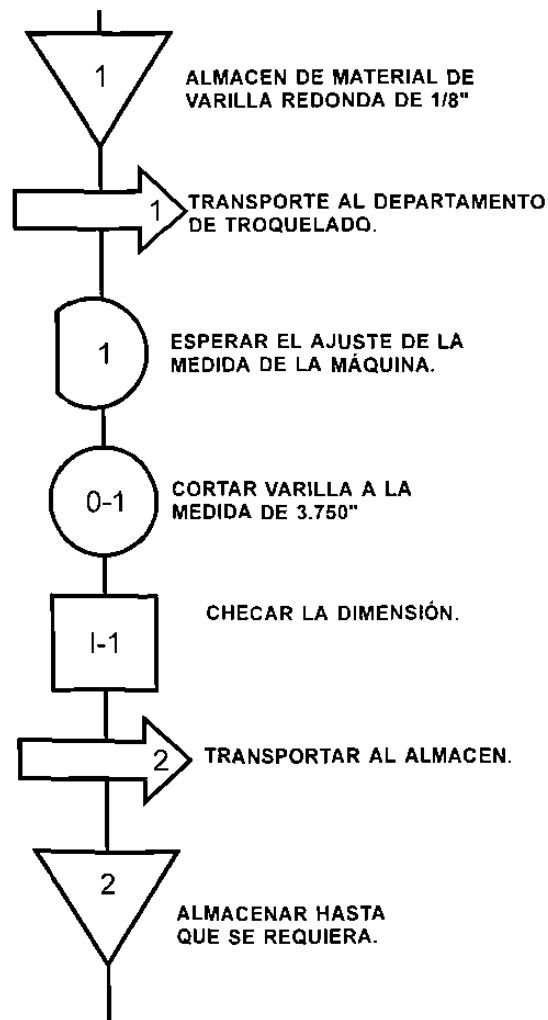 1
ALMACEN DE MATERIAL DE
VARILLA REDONDA DE 1/8"
1
TRANSPORTE AL DEPARTAMENTO
DE TROQUELADO.
1
ESPERAR EL AJUSTE DE LA
MEDIDA DE LA MÁQUINA.
0-1
CORTAR VARILLA A LA
MEDIDA DE 3.750"
I-1
CHECAR LA DIMENSIÓN.
2
TRANSPORTAR AL ALMACEN.
2
ALMACENAR HASTA
QUE SE REQUIERA.